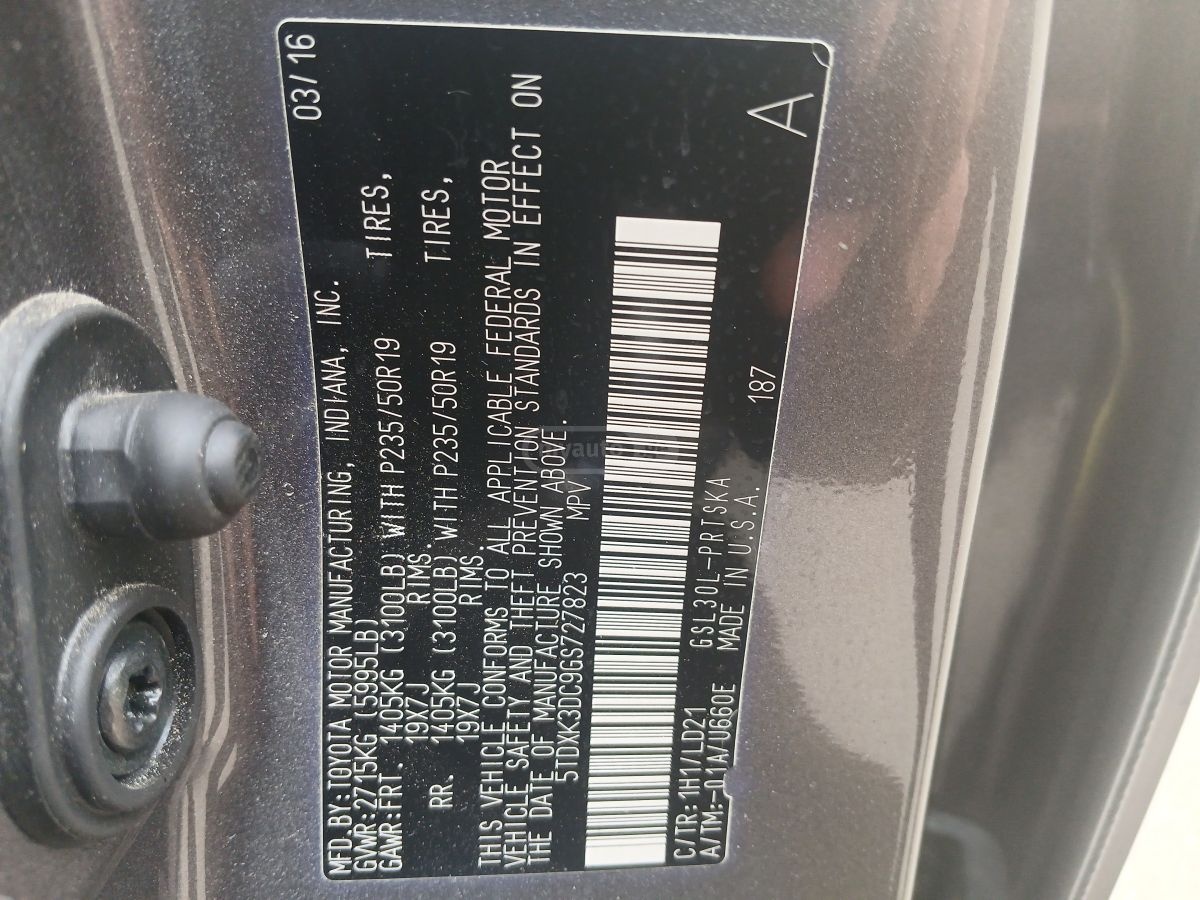 MFD.BY:TOYOTA MOTOR MANUFACTURING, INDIANA, INC. 03/16
GVWR:2715KG (5995LB)
GAWR:FRT. 1405KG (3100LB) WITH P235/50R19 TIRES,
19X7J RIMS.
RR. 1405KG (3100LB) WITH P235/50R19 TIRES,
19X7J RIMS.
THIS VEHICLE CONFORMS TO ALL APPLICABLE FEDERAL MOTOR
VEHICLE SAFETY AND THEFT PREVENTION STANDARDS IN EFFECT ON
THE DATE OF MANUFACTURE SHOWN ABOVE.
5TDXK3DC9GS727823 MPV
C/TR:1H1/LD21 GSL30L-PRTSKA
A/TM:-01A/U660E MADE IN U.S.A. 187 A